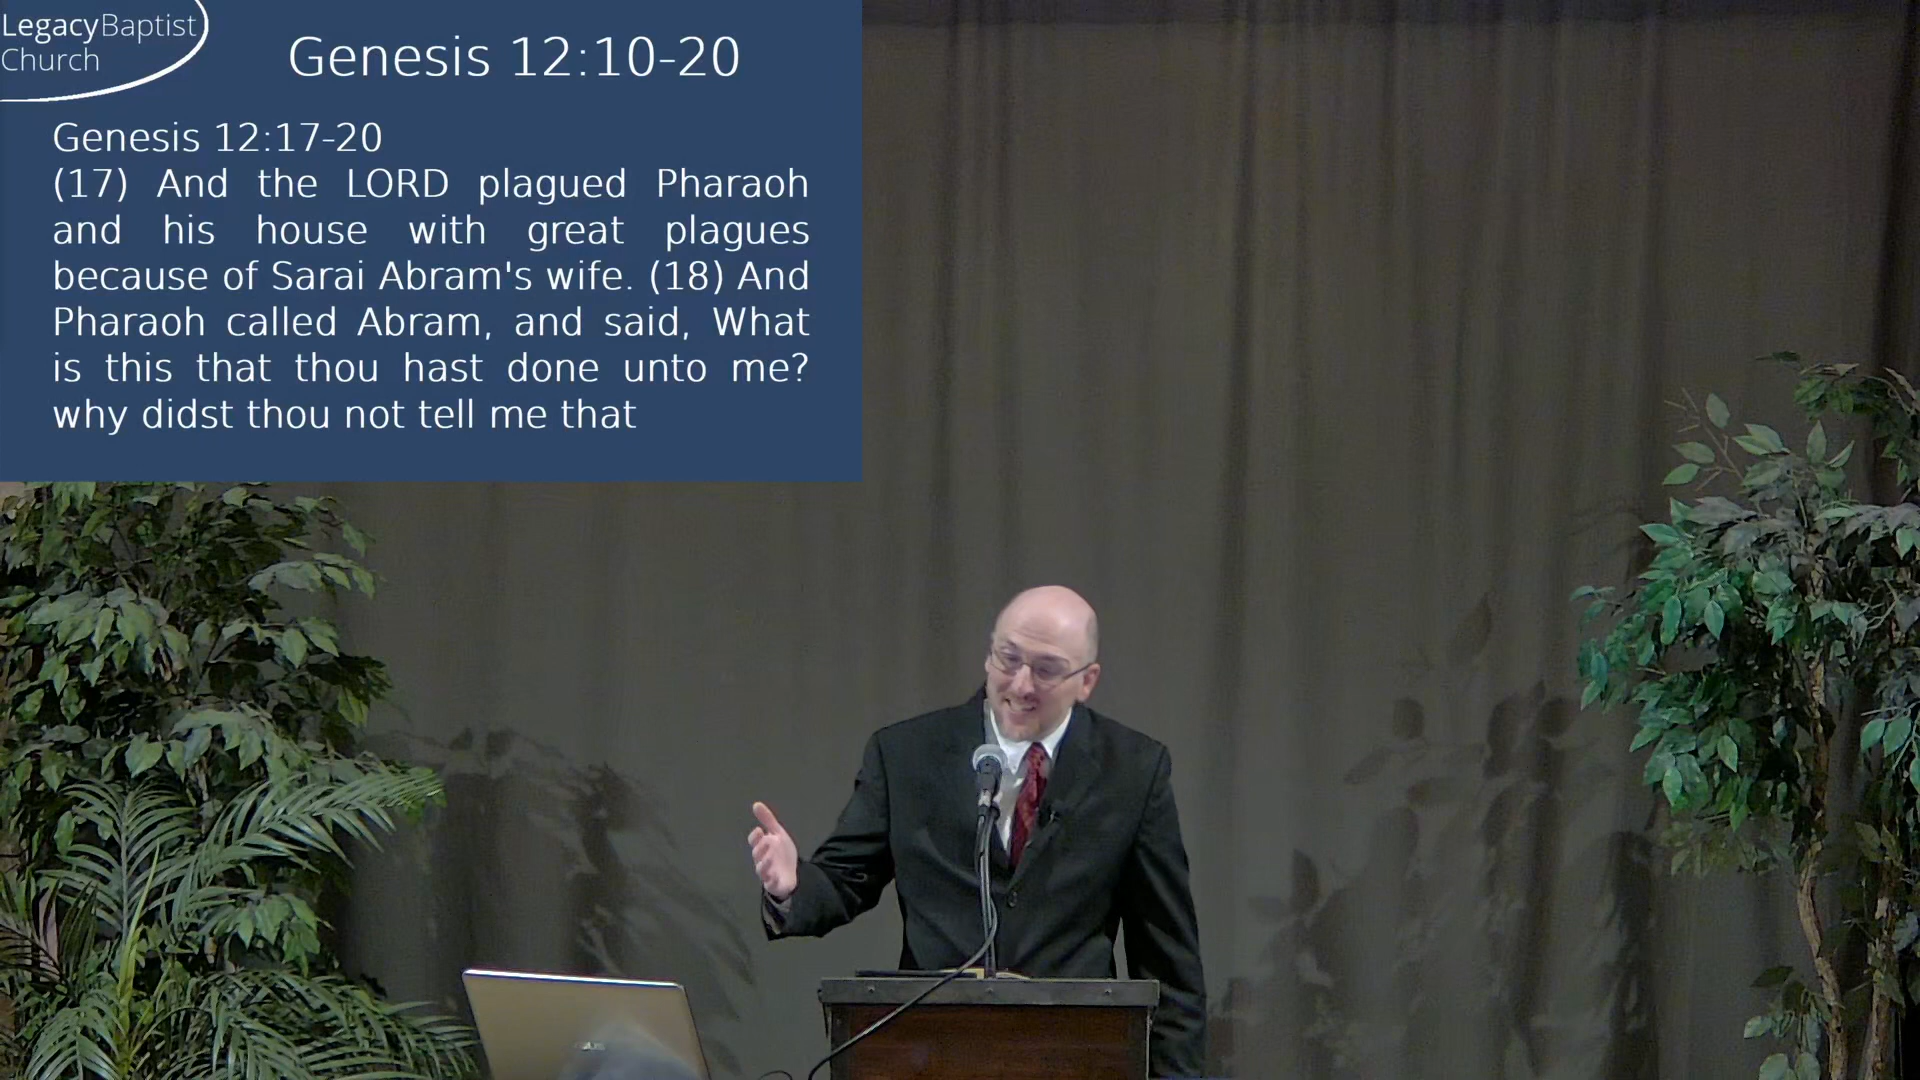 LegacyBaptist
Church
Genesis 12:10-20
Genesis 12:17-20
(17) And the LORD plagued Pharaoh
and his house with great plagues
because of Sarai Abram's wife. (18) And
Pharaoh called Abram, and said, What
is this that thou hast done unto me?
why didst thou not tell me that